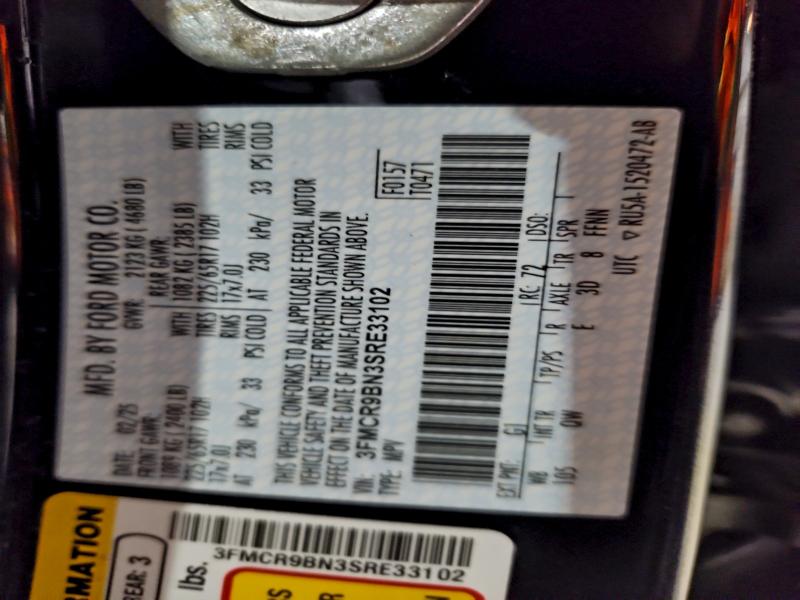 MFD. BY FORD MOTOR CO.
DATE: 02/25 GVWR: 2123 KG ( 4680 LB)
FRONT GAWR: REAR GAWR:
1089 KG ( 2400 LB) WITH 1082 KG ( 2385 LB) WITH
225/65R17 102H TIRES 225/65R17 102H TIRES
17x7.0J RIMS 17x7.0J RIMS
AT 230 kPa/ 33 PSI COLD AT 230 kPa/ 33 PSI COLD
THIS VEHICLE CONFORMS TO ALL APPLICABLE FEDERAL MOTOR
VEHICLE SAFETY AND THEFT PREVENTION STANDARDS IN
EFFECT ON THE DATE OF MANUFACTURE SHOWN ABOVE.
VIN: 3FMCR9BN3SRE33102 F0157
TYPE: MPV T0471
EXT PNT: G1 RC: 72 DSO:
WB INT TR TP/PS R AXLE TR SPR
105 OW E 3D 8 FFNN
UTC ▽ RU5A-1520472-AB
RMATION
REAR: 3
lbs.
3FMCR9BN3SRE33102